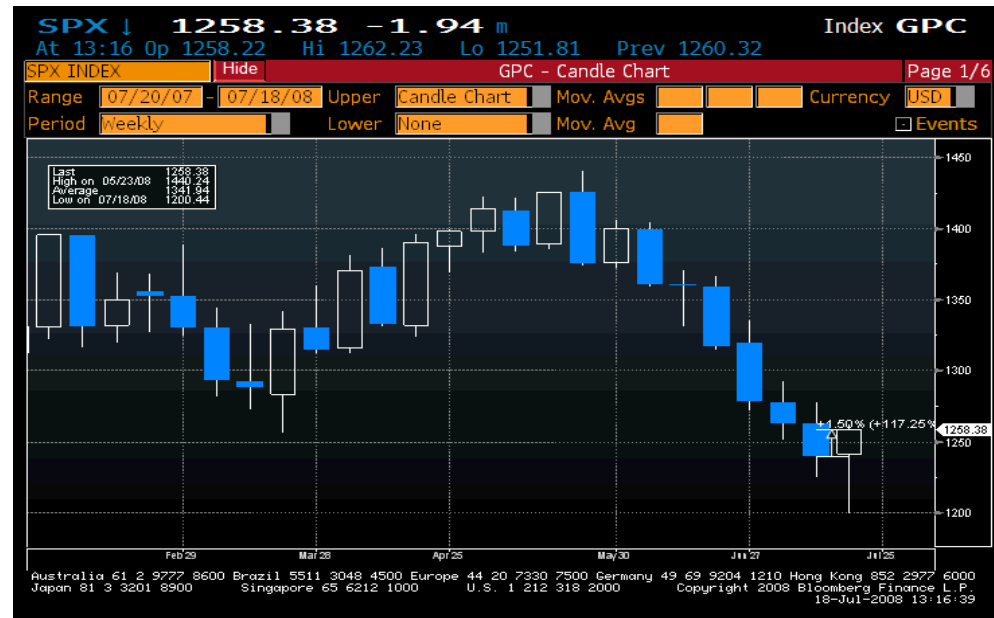 SPX ↓ 1258.38 -1.94 m Index GPC
At 13:16 Op 1258.22 Hi 1262.23 Lo 1251.81 Prev 1260.32
SPX INDEX Hide GPC - Candle Chart Page 1/6
Range 07/20/07 - 07/18/08 Upper Candle Chart Mov. Avgs Currency USD
Period Weekly Lower None Mov. Avg Events
1450
Last 1258.38
High on 05/23/08 1440.24
Average 1341.94
Low on 07/18/08 1200.44
1400
1350
1300
+1.50% (+117.25%
1258.38
1250
1200
Feb'29 Mar'28 Apr'25 May'30 Jun'27 Jul'25
Australia 61 2 9777 8600 Brazil 5511 3048 4500 Europe 44 20 7330 7500 Germany 49 69 9204 1210 Hong Kong 852 2977 6000
Japan 81 3 3201 8900 Singapore 65 6212 1000 U.S. 1 212 318 2000 Copyright 2008 Bloomberg Finance L.P.
18-Jul-2008 13:16:39